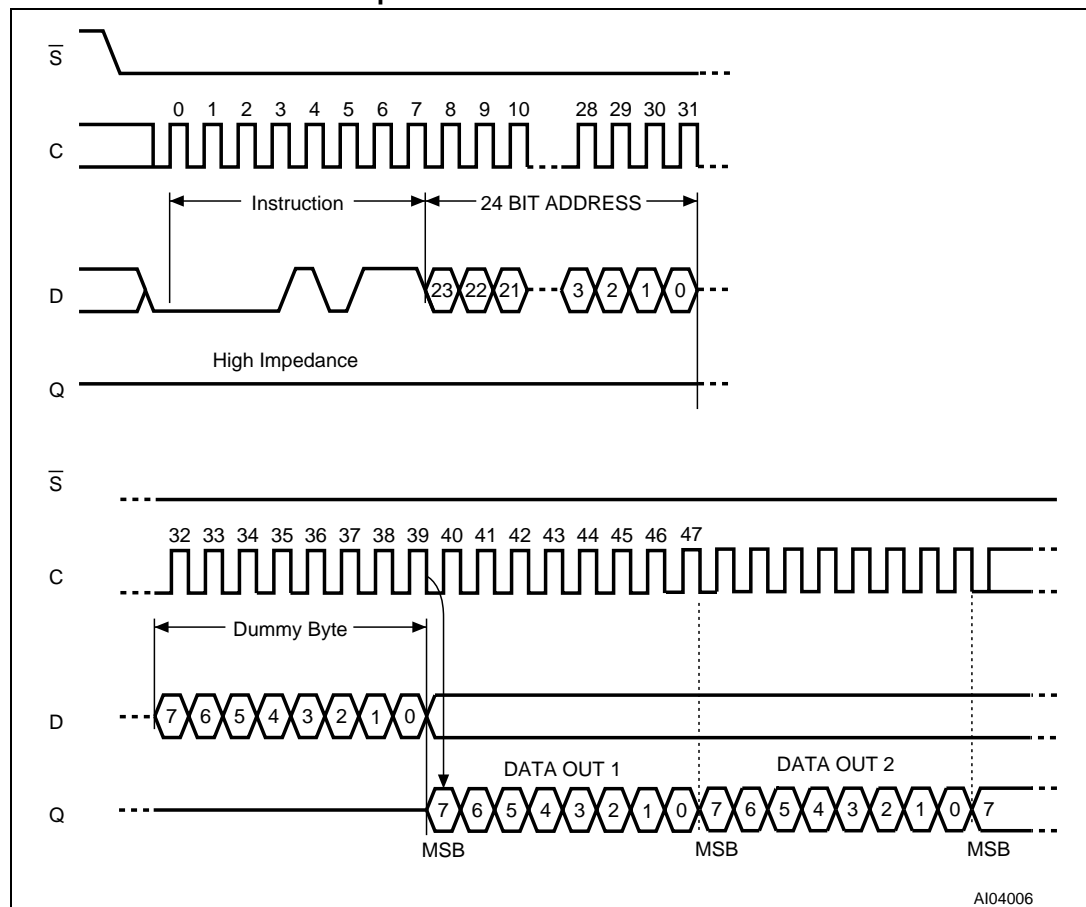 S̅
0 1 2 3 4 5 6 7 8 9 10 28 29 30 31
C
Instruction 24 BIT ADDRESS
D 23 22 21 3 2 1 0
High Impedance
Q
S̅
32 33 34 35 36 37 38 39 40 41 42 43 44 45 46 47
C
Dummy Byte
D 7 6 5 4 3 2 1 0
DATA OUT 1 DATA OUT 2
Q 7 6 5 4 3 2 1 0 7 6 5 4 3 2 1 0 7
MSB MSB MSB
AI04006